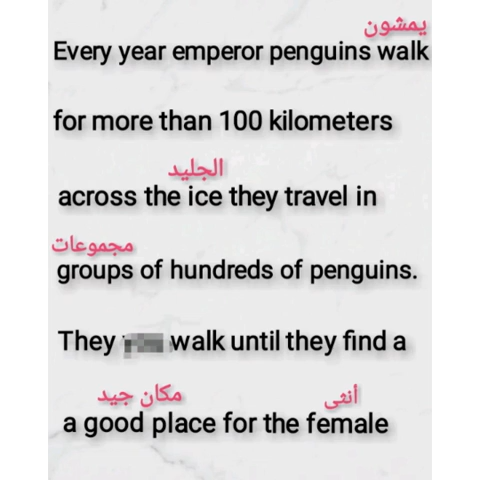 يمشون
Every year emperor penguins walk
for more than 100 kilometers
الجليد
across the ice they travel in
مجموعات
groups of hundreds of penguins.
They walk until they find a
مكان جيد أنثى
a good place for the female